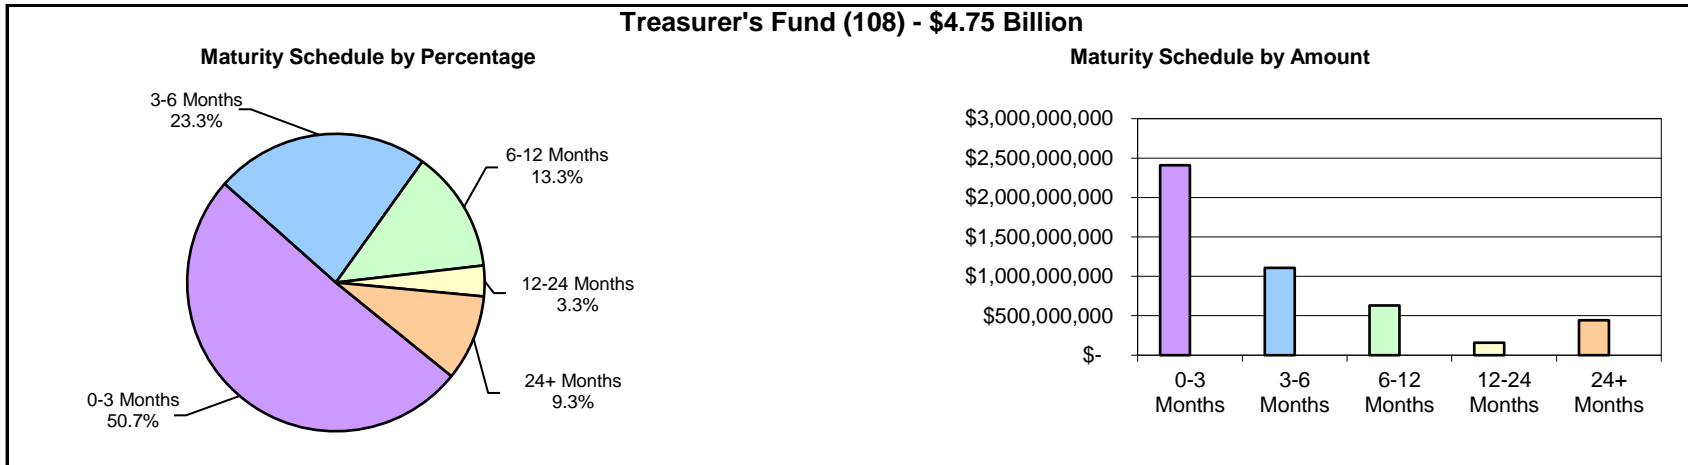 Treasurer's Fund (108) - $4.75 Billion
Maturity Schedule by Percentage
3-6 Months
23.3%
6-12 Months
13.3%
12-24 Months
3.3%
24+ Months
9.3%
0-3 Months
50.7%
Maturity Schedule by Amount
$3,000,000,000
$2,500,000,000
$2,000,000,000
$1,500,000,000
$1,000,000,000
$500,000,000
$-
0-3 3-6 6-12 12-24 24+
Months Months Months Months Months